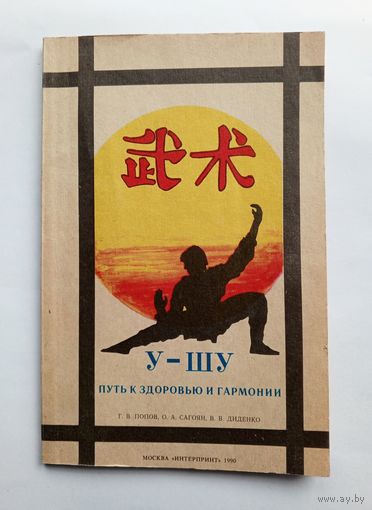 武术
У-ШУ
ПУТЬ К ЗДОРОВЬЮ И ГАРМОНИИ
Г. В. ПОПОВ, О. А. САГОЯН, В. В. ДИДЕНКО
МОСКВА «ИНТЕРПРИНТ» 1990
www.ay.by